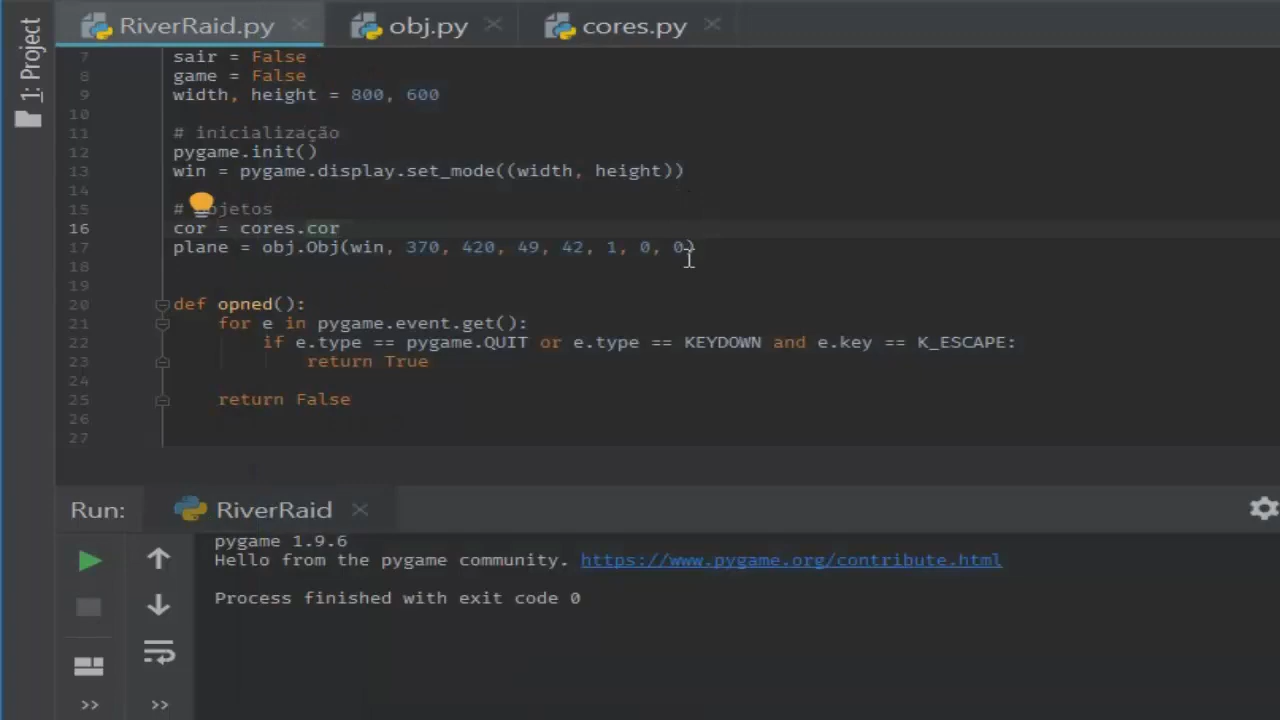 RiverRaid.py
obj.py
cores.py
1: Project
7 sair = False
8 game = False
9 width, height = 800, 600
10
11 # inicialização
12 pygame.init()
13 win = pygame.display.set_mode((width, height))
14
15 # objetos
16 cor = cores.cor
17 plane = obj.Obj(win, 370, 420, 49, 42, 1, 0, 0)
18
19
20 def opned():
21 for e in pygame.event.get():
22 if e.type == pygame.QUIT or e.type == KEYDOWN and e.key == K_ESCAPE:
23 return True
24
25 return False
26
27
Run: RiverRaid
pygame 1.9.6
Hello from the pygame community. https://www.pygame.org/contribute.html
Process finished with exit code 0